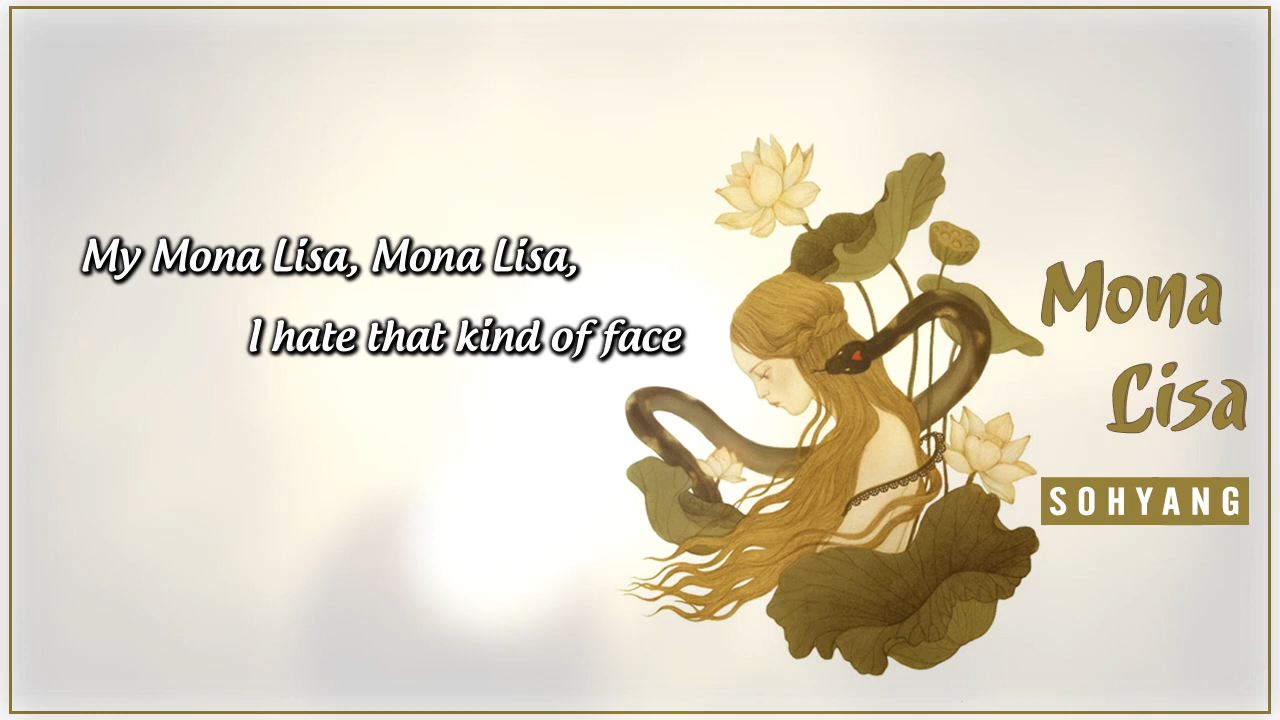 My Mona Lisa, Mona Lisa,
I hate that kind of face
Mona
Lisa
SOHYANG